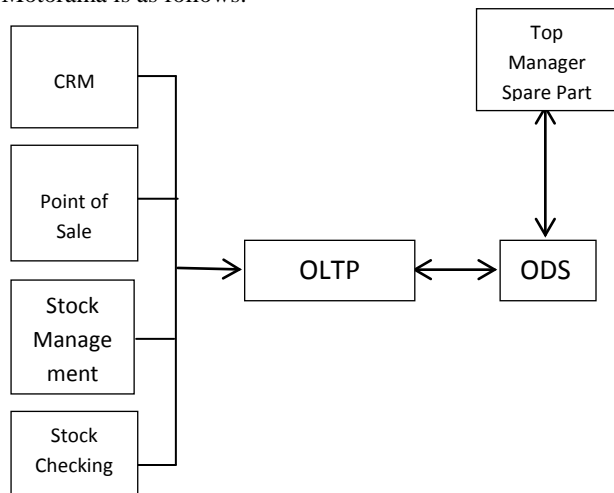 Motorama is as follows:
Top
Manager
Spare Part
CRM
Point of
Sale
OLTP
ODS
Stock
Manage
ment
Stock
Checking